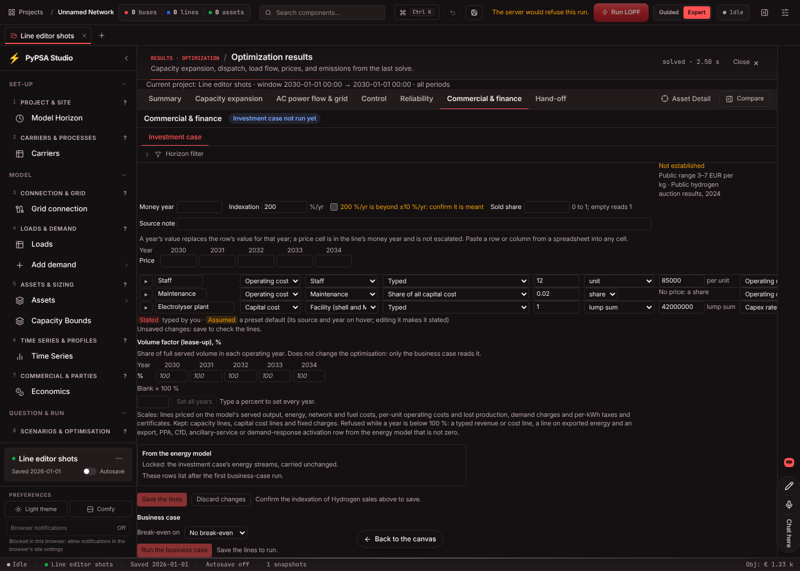 Projects / Unnamed Network
0 buses 0 lines 0 assets
Search components...
Ctrl K
The server would refuse this run.
Run LOPF
Guided
Expert
Idle
Line editor shots
PyPSA Studio
SET-UP
1 PROJECT & SITE ?
Model Horizon
2 CARRIERS & PROCESSES ?
Carriers
MODEL
3 CONNECTION & GRID ?
Grid connection
4 LOADS & DEMAND ?
Loads
Add demand
5 ASSETS & SIZING ?
Assets
Capacity Bounds
6 TIME SERIES & PROFILES ?
Time Series
7 COMMERCIAL & PARTIES ?
Economics
QUESTION & RUN
8 SCENARIOS & OPTIMISATION ?
Line editor shots
Saved 2026-01-01
Autosave
PREFERENCES
Light theme
Comfy
Browser notifications Off
Blocked in this browser: allow notifications in the browser's site settings
RESULTS · OPTIMIZATION / Optimization results
Capacity expansion, dispatch, load flow, prices, and emissions from the last solve.
solved · 2.50 s
Close
Current project: Line editor shots · window 2030-01-01 00:00 → 2030-01-01 00:00 · all periods
Summary
Capacity expansion
AC power flow & grid
Control
Reliability
Commercial & finance
Hand-off
Asset Detail
Compare
Commercial & finance
Investment case not run yet
Investment case
Horizon filter
Not established
Public range 3–7 EUR per
kg · Public hydrogen
auction results, 2024
Money year
Indexation 200 %/yr
200 %/yr is beyond ±10 %/yr: confirm it is meant
Sold share
0 to 1; empty reads 1
Source note
A year's value replaces the row's value for that year; a price cell is in the line's money year and is not escalated. Paste a row or column from a spreadsheet into any cell.
Year 2030 2031 2032 2033 2034
Price
Staff Operating cost Staff Typed 12 unit 85000 per unit Operating c
Maintenance Operating cost Maintenance Share of all capital cost 0.02 share No price: a share Operating c
Electrolyser plant Capital cost Facility (shell and M Typed 1 lump sum 42000000 lump sum Capex rate
Stated typed by you · Assumed a preset default (its source and year on hover; editing it makes it stated)
Unsaved changes: save to check the lines.
Volume factor (lease-up), %
Share of full served volume in each operating year. Does not change the optimisation: only the business case reads it.
Year 2030 2031 2032 2033 2034
% 100 100 100 100 100
Blank = 100 %
Set all years
Type a percent to set every year.
Scales: lines priced on the model's served output, energy, network and fuel costs, per-unit operating costs and lost production, demand charges and per-kWh taxes and
certificates. Kept: capacity lines, capital cost lines and fixed charges. Refused while a year is below 100 %: a typed revenue or cost line, a line on exported energy and an
export, PPA, CfD, ancillary-service or demand-response activation row from the energy model that is not zero.
From the energy model
Locked: the investment case's energy streams, carried unchanged.
These rows list after the first business-case run.
Save the lines
Discard changes
Confirm the indexation of Hydrogen sales above to save.
Business case
Break-even on No break-even
Back to the canvas
Run the business case
Save the lines to run.
Chat here
Idle
Line editor shots
Saved 2026-01-01
Autosave off
1 snapshots
Obj: € 1.23 k